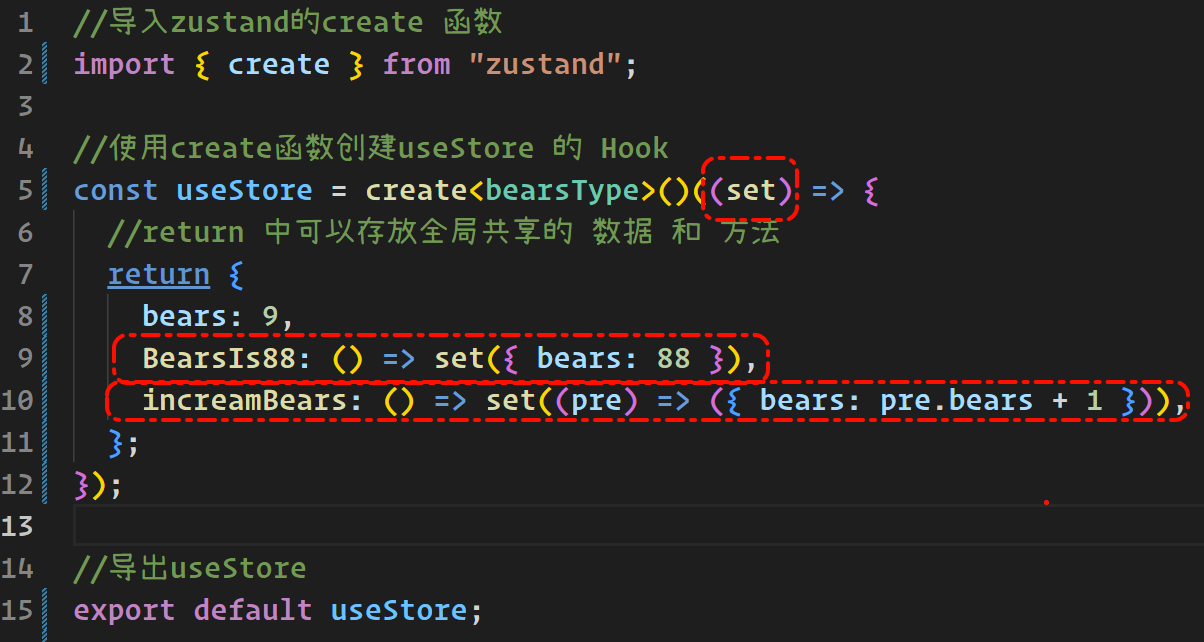 1 //导入zustand的create 函数
2 import { create } from "zustand";
3
4 //使用create函数创建useStore 的 Hook
5 const useStore = create<bearsType>()((set) => {
6 //return 中可以存放全局共享的 数据 和 方法
7 return {
8 bears: 9,
9 BearsIs88: () => set({ bears: 88 }),
10 increamBears: () => set((pre) => ({ bears: pre.bears + 1 })),
11 };
12 });
13
14 //导出useStore
15 export default useStore;